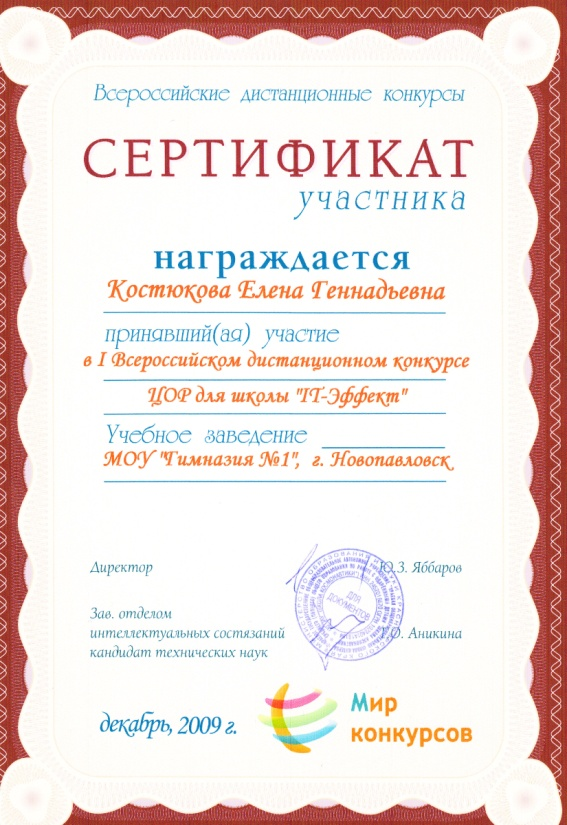 Всероссийские дистанционные конкурсы
СЕРТИФИКАТ
участника
награждается
Костюкова Елена Геннадьевна
принявший(ая) участие
в I Всероссийском дистанционном конкурсе
ЦОР для школы "IT-Эффект"
Учебное заведение
МОУ "Гимназия №1", г. Новопавловск
Директор Ю.З. Яббаров
Зав. отделом
интеллектуальных состязаний
кандидат технических наук Т.О. Аникина
ДЛЯ
ДОКУМЕНТОВ
декабрь, 2009 г.
Мир
конкурсов